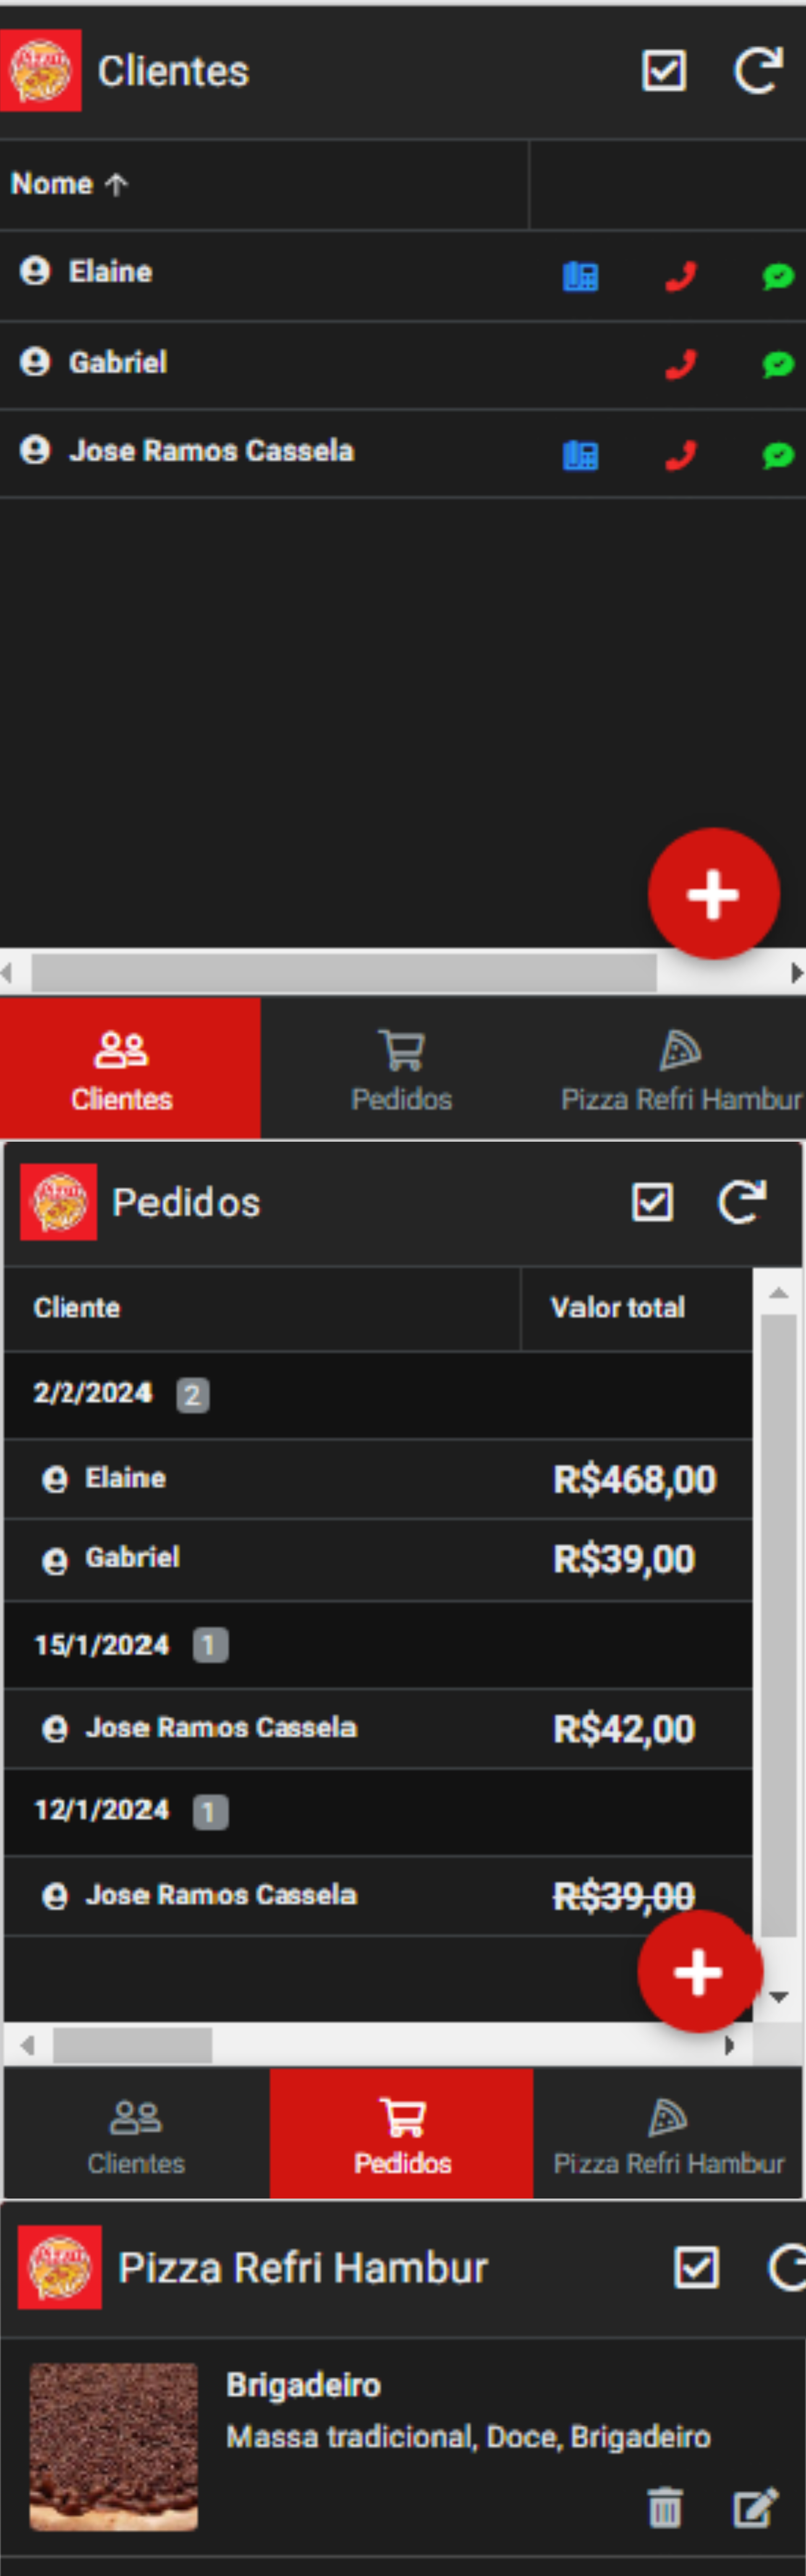 Clientes
Nome
Elaine
Gabriel
Jose Ramos Cassela
Clientes Pedidos Pizza Refri Hambur
Pedidos
Cliente Valor total
2/2/2024 2
Elaine R$468,00
Gabriel R$39,00
15/1/2024 1
Jose Ramos Cassela R$42,00
12/1/2024 1
Jose Ramos Cassela R$39,00
Clientes Pedidos Pizza Refri Hambur
Pizza Refri Hambur
Brigadeiro
Massa tradicional, Doce, Brigadeiro